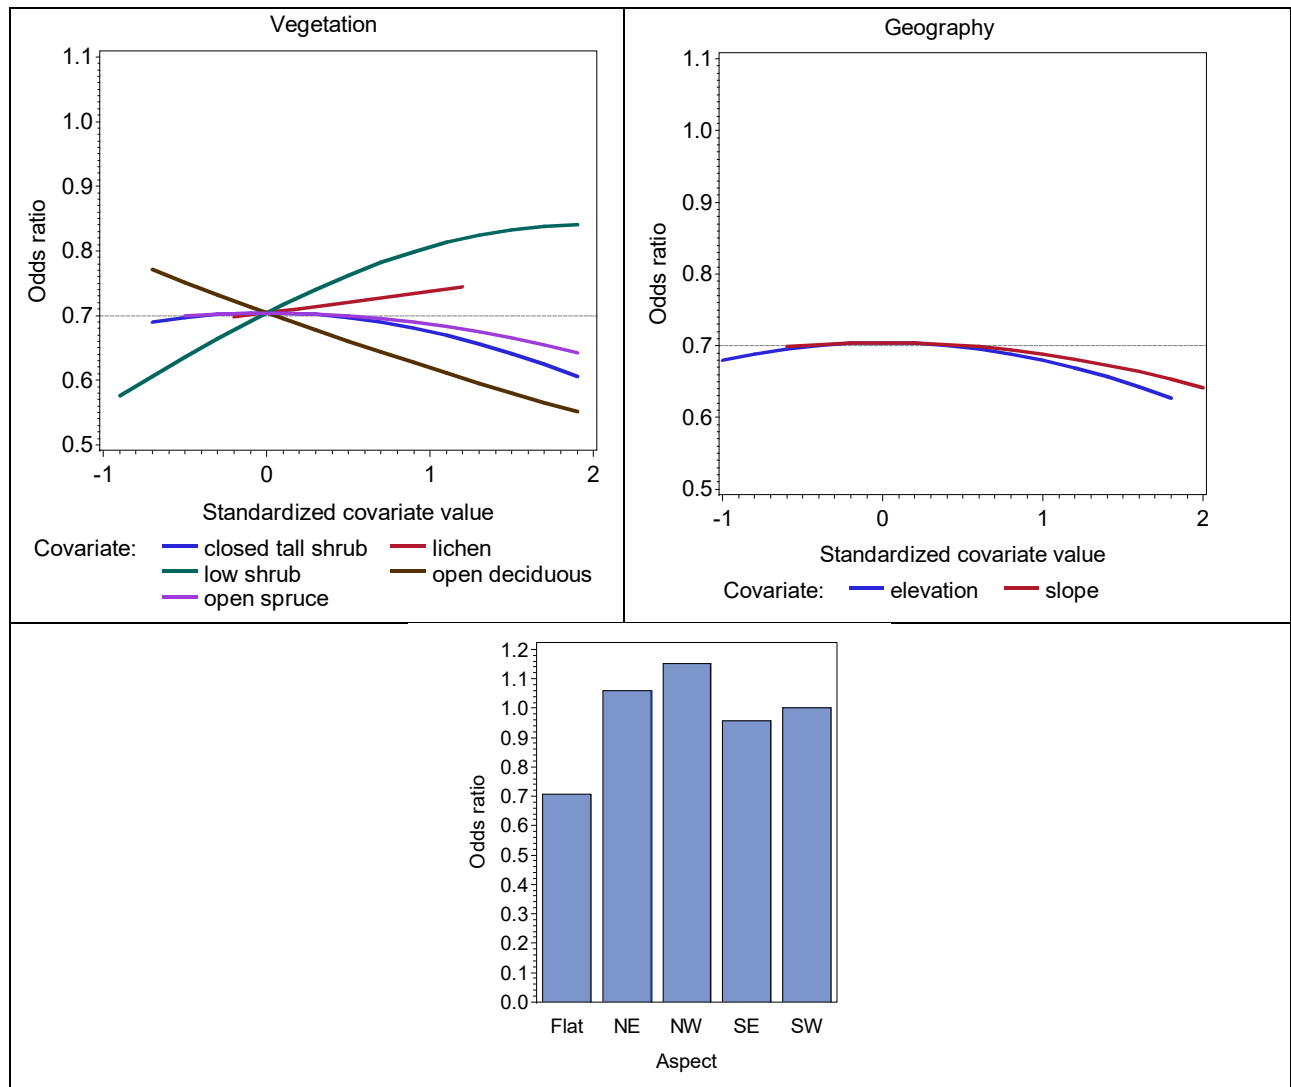 Vegetation
1.1
1.0
0.9
0.8
0.7
0.6
0.5
Odds ratio
-1 0 1 2
Standardized covariate value
Covariate: closed tall shrub lichen
low shrub open deciduous
open spruce
Geography
1.1
1.0
0.9
0.8
0.7
0.6
0.5
Odds ratio
-1 0 1 2
Standardized covariate value
Covariate: elevation slope
1.2
1.1
1.0
0.9
0.8
0.7
0.6
0.5
0.4
0.3
0.2
0.1
0.0
Odds ratio
Flat NE NW SE SW
Aspect